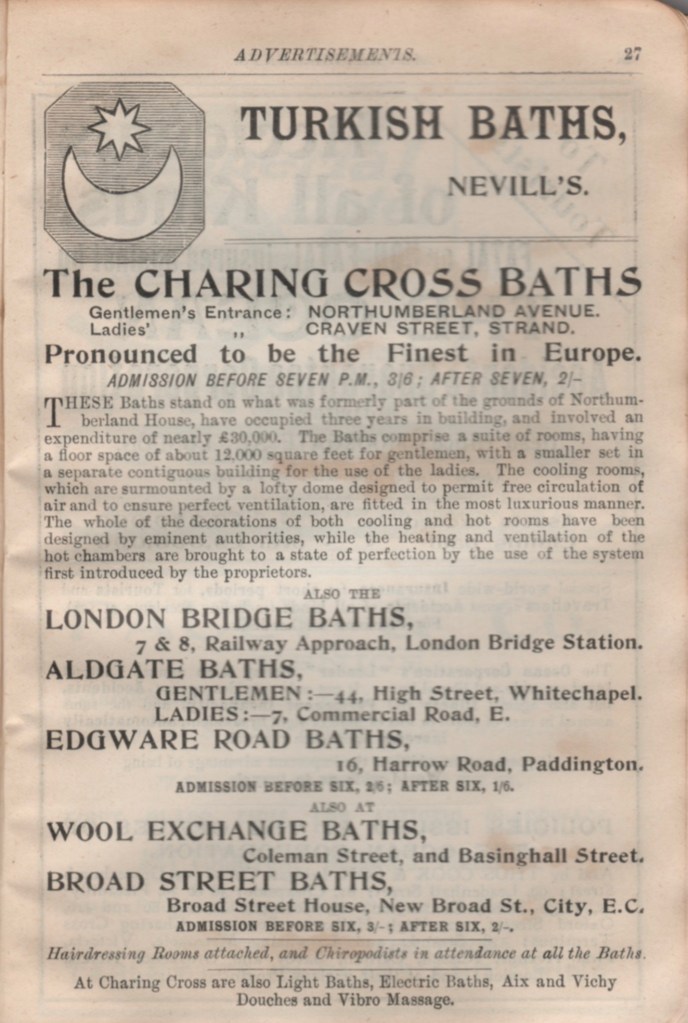 ADVERTISEMENTS. 27
TURKISH BATHS,
NEVILL'S.
The CHARING CROSS BATHS
Gentlemen's Entrance: NORTHUMBERLAND AVENUE.
Ladies' „ CRAVEN STREET, STRAND.
Pronounced to be the Finest in Europe.
ADMISSION BEFORE SEVEN P.M., 3/6; AFTER SEVEN, 2/-
THESE Baths stand on what was formerly part of the grounds of Northum-
berland House, have occupied three years in building, and involved an
expenditure of nearly £30,000. The Baths comprise a suite of rooms, having
a floor space of about 12,000 square feet for gentlemen, with a smaller set in
a separate contiguous building for the use of the ladies. The cooling rooms,
which are surmounted by a lofty dome designed to permit free circulation of
air and to ensure perfect ventilation, are fitted in the most luxurious manner.
The whole of the decorations of both cooling and hot rooms have been
designed by eminent authorities, while the heating and ventilation of the
hot chambers are brought to a state of perfection by the use of the system
first introduced by the proprietors.
ALSO THE
LONDON BRIDGE BATHS,
7 & 8, Railway Approach, London Bridge Station.
ALDGATE BATHS,
GENTLEMEN:—44, High Street, Whitechapel.
LADIES:—7, Commercial Road, E.
EDGWARE ROAD BATHS,
16, Harrow Road, Paddington.
ADMISSION BEFORE SIX, 2/6; AFTER SIX, 1/6.
ALSO AT
WOOL EXCHANGE BATHS,
Coleman Street, and Basinghall Street.
BROAD STREET BATHS,
Broad Street House, New Broad St., City, E.C.
ADMISSION BEFORE SIX, 3/-; AFTER SIX, 2/-.
Hairdressing Rooms attached, and Chiropodists in attendance at all the Baths.
At Charing Cross are also Light Baths, Electric Baths, Aix and Vichy
Douches and Vibro Massage.